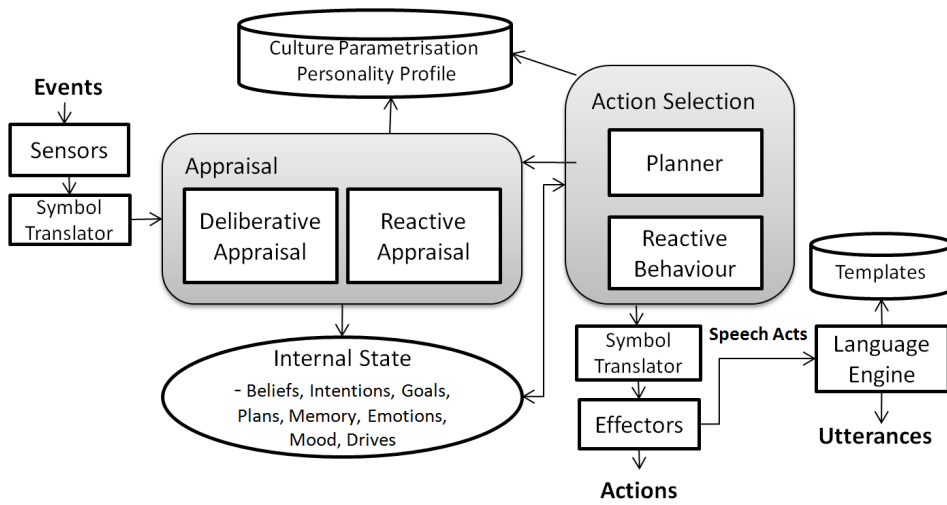 Culture Parametrisation
Personality Profile
Events
Sensors
Symbol
Translator
Appraisal
Deliberative
Appraisal
Reactive
Appraisal
Action Selection
Planner
Reactive
Behaviour
Templates
Internal State
- Beliefs, Intentions, Goals,
Plans, Memory, Emotions,
Mood, Drives
Symbol
Translator
Speech Acts
Language
Engine
Effectors
Utterances
Actions